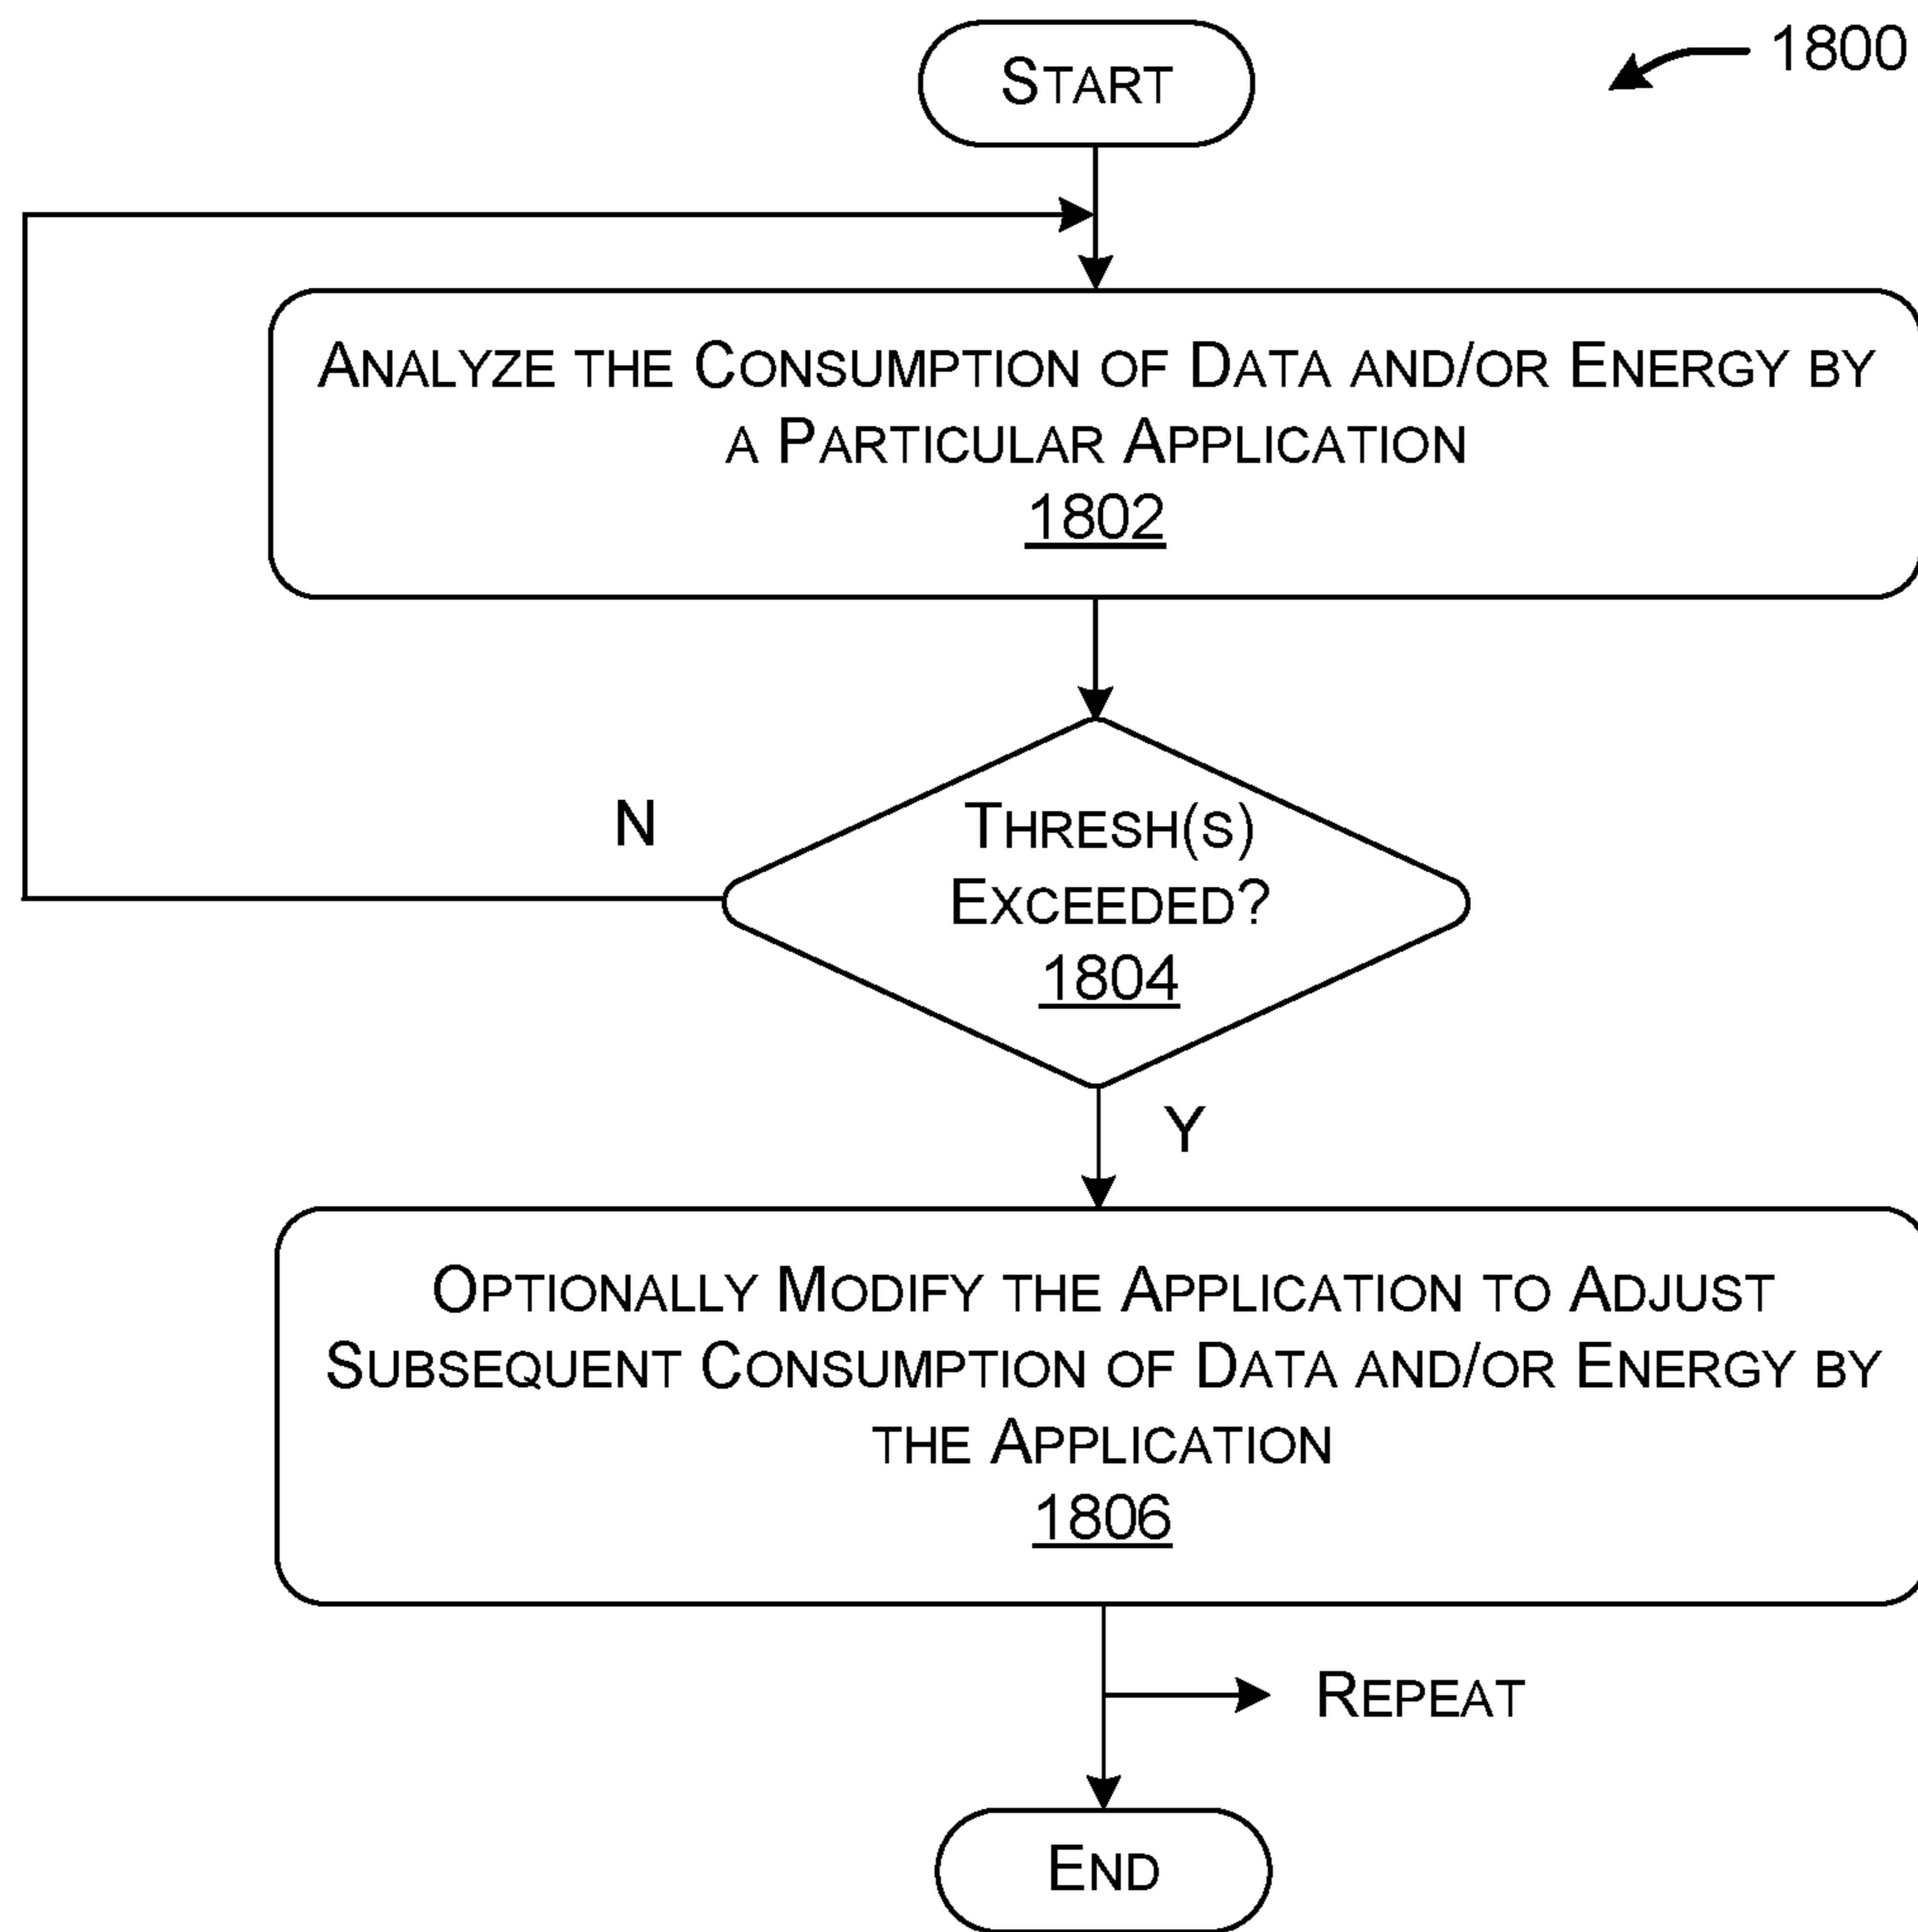 START
1800
ANALYZE THE CONSUMPTION OF DATA AND/OR ENERGY BY
A PARTICULAR APPLICATION
1802
N
THRESH(S)
EXCEEDED?
1804
Y
OPTIONALLY MODIFY THE APPLICATION TO ADJUST
SUBSEQUENT CONSUMPTION OF DATA AND/OR ENERGY BY
THE APPLICATION
1806
REPEAT
END